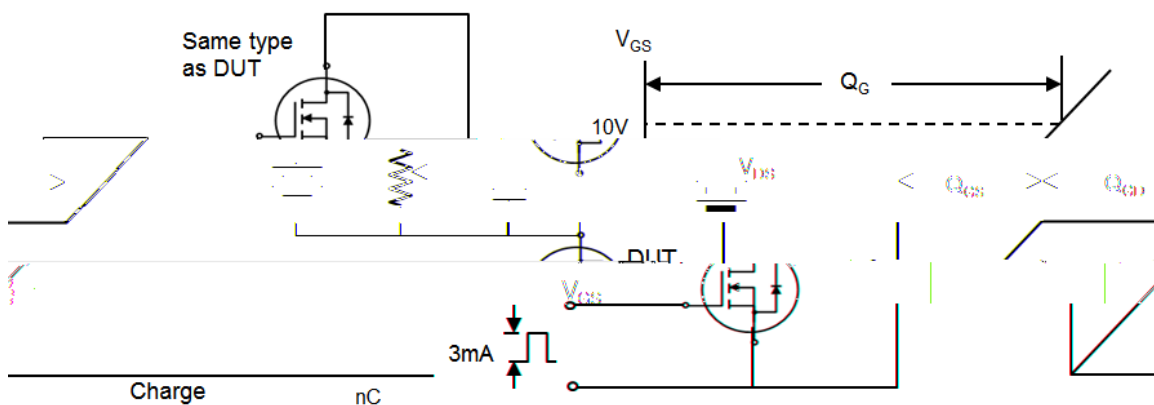 Same type
as DUT
VGS
QG
10V
VDS
QGS
QGD
DUT
VGS
3mA
Charge
nC